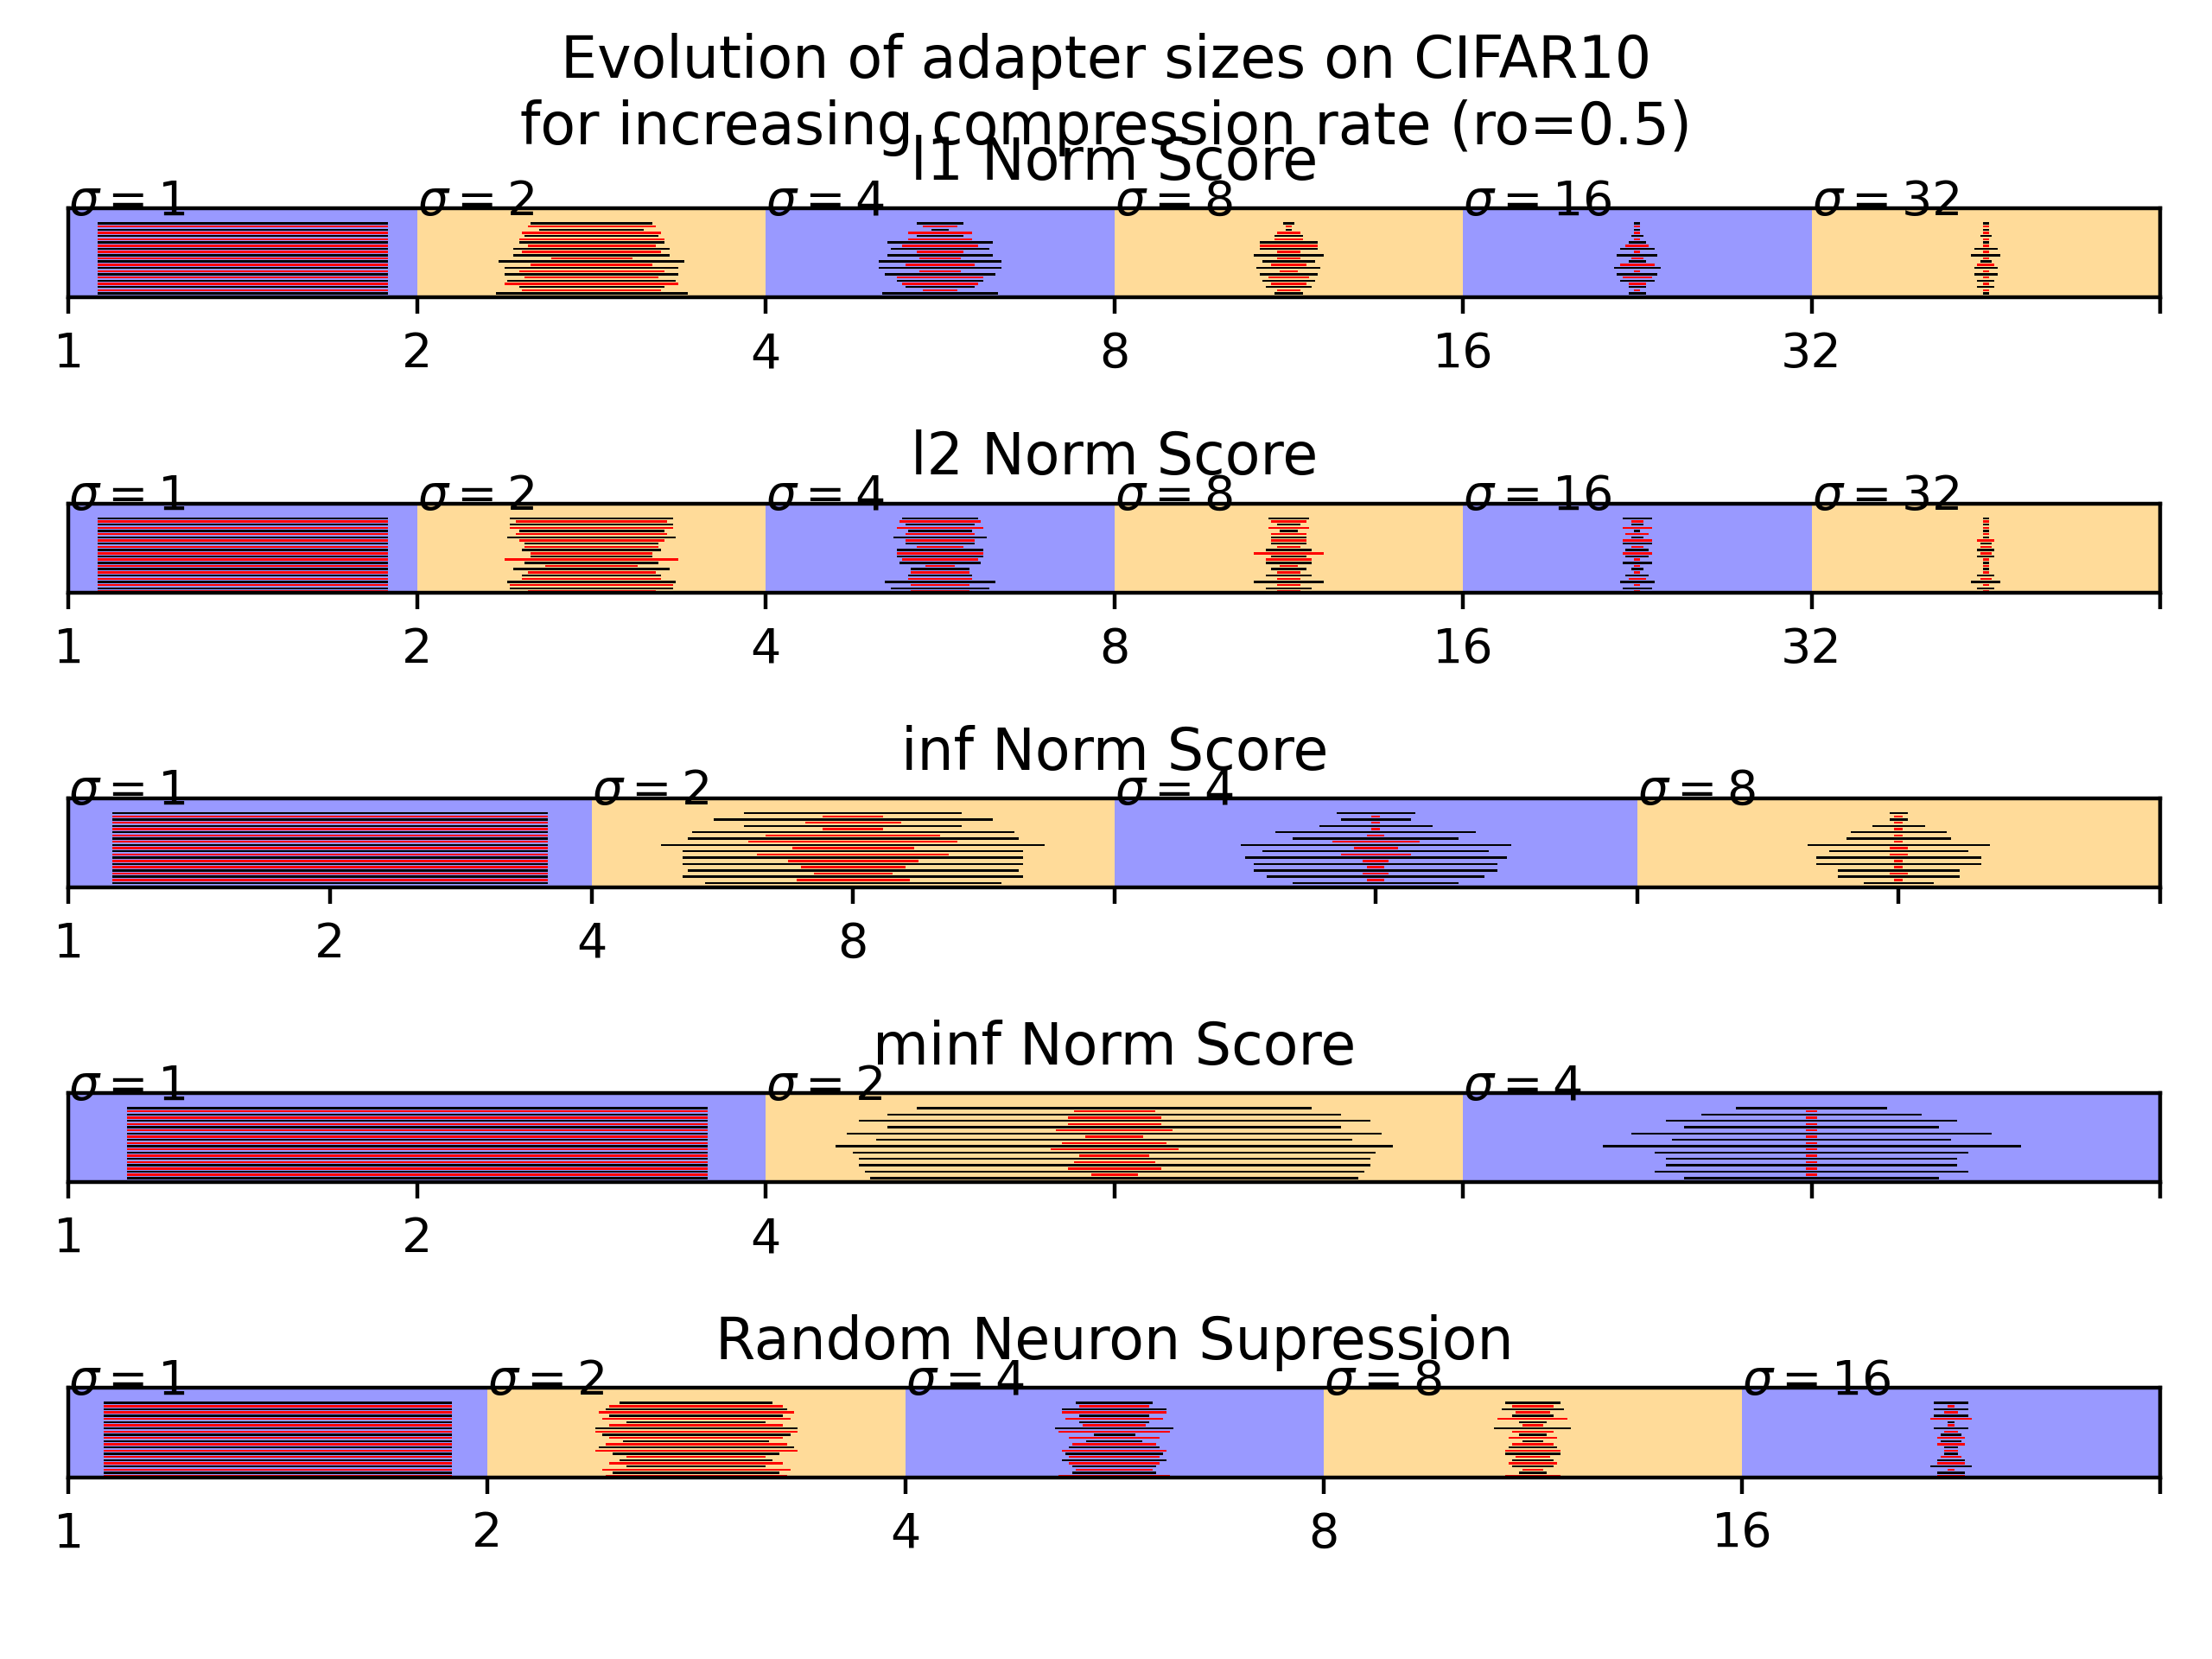 Evolution of adapter sizes on CIFAR10
for increasing compression rate (ro=0.5)
l1 Norm Score
σ = 1 σ = 2 σ = 4 σ = 8 σ = 16 σ = 32
1 2 4 8 16 32
l2 Norm Score
σ = 1 σ = 2 σ = 4 σ = 8 σ = 16 σ = 32
1 2 4 8 16 32
inf Norm Score
σ = 1 σ = 2 σ = 4 σ = 8
1 2 4 8
minf Norm Score
σ = 1 σ = 2 σ = 4
1 2 4
Random Neuron Supression
σ = 1 σ = 2 σ = 4 σ = 8 σ = 16
1 2 4 8 16